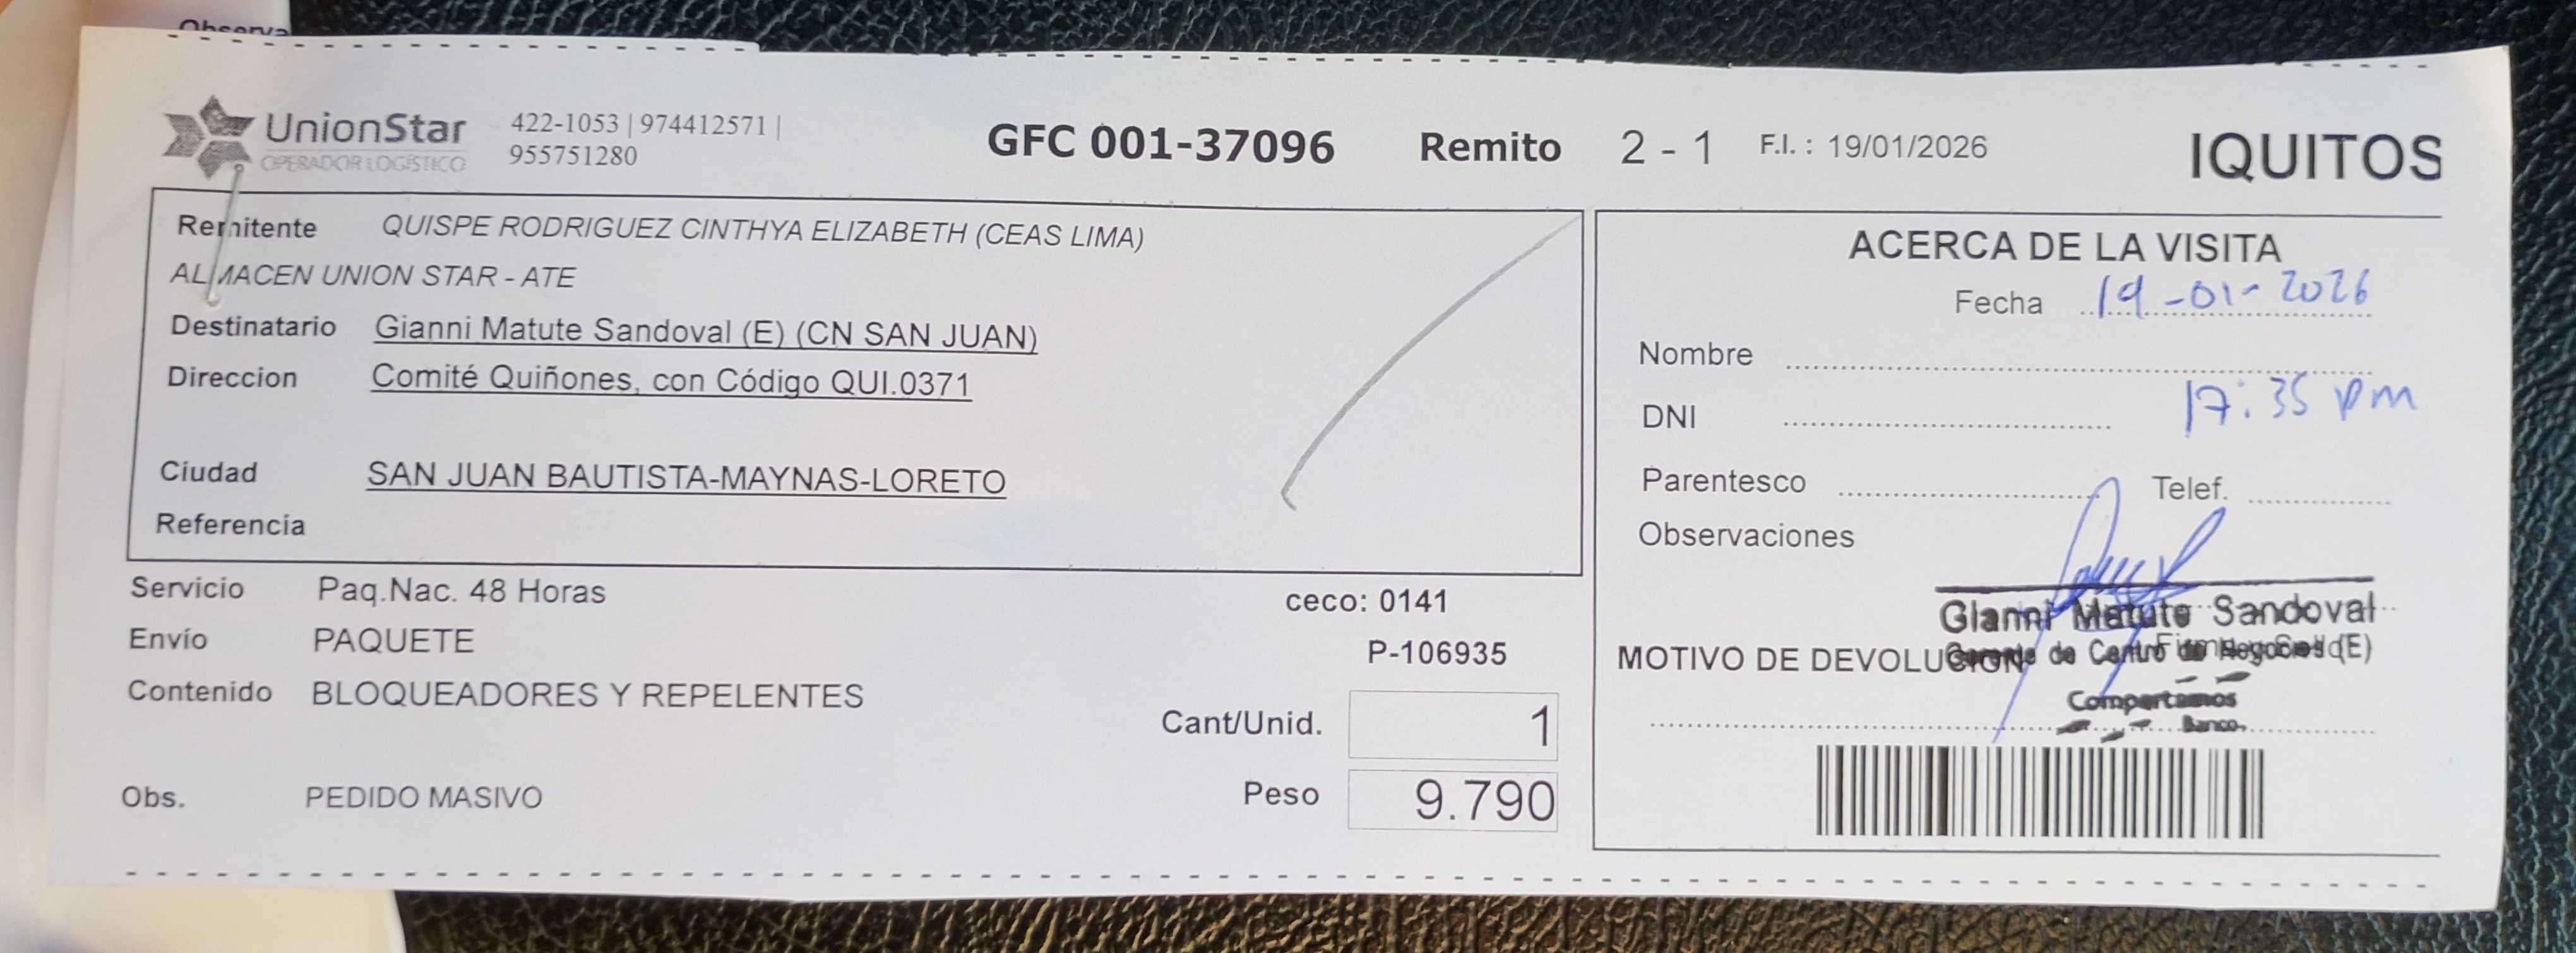 Observa
UnionStar
OPERADOR LOGÍSTICO
422-1053 | 974412571 |
955751280
GFC 001-37096 Remito 2 - 1 F.I. : 19/01/2026 IQUITOS
Remitente QUISPE RODRIGUEZ CINTHYA ELIZABETH (CEAS LIMA)
ALMACEN UNION STAR - ATE
Destinatario Gianni Matute Sandoval (E) (CN SAN JUAN)
Direccion Comité Quiñones, con Código QUI.0371
Ciudad SAN JUAN BAUTISTA-MAYNAS-LORETO
Referencia
Servicio Paq.Nac. 48 Horas
Envío PAQUETE
Contenido BLOQUEADORES Y REPELENTES
Obs. PEDIDO MASIVO
ceco: 0141
P-106935
Cant/Unid. 1
Peso 9.790
ACERCA DE LA VISITA
Fecha 19-01-2026
Nombre
DNI 17:35 pm
Parentesco Telef.
Observaciones
Gianni Matute Sandoval
MOTIVO DE DEVOLUCION Gerente de Centro de Negocios (E)
Compartamos
Banco